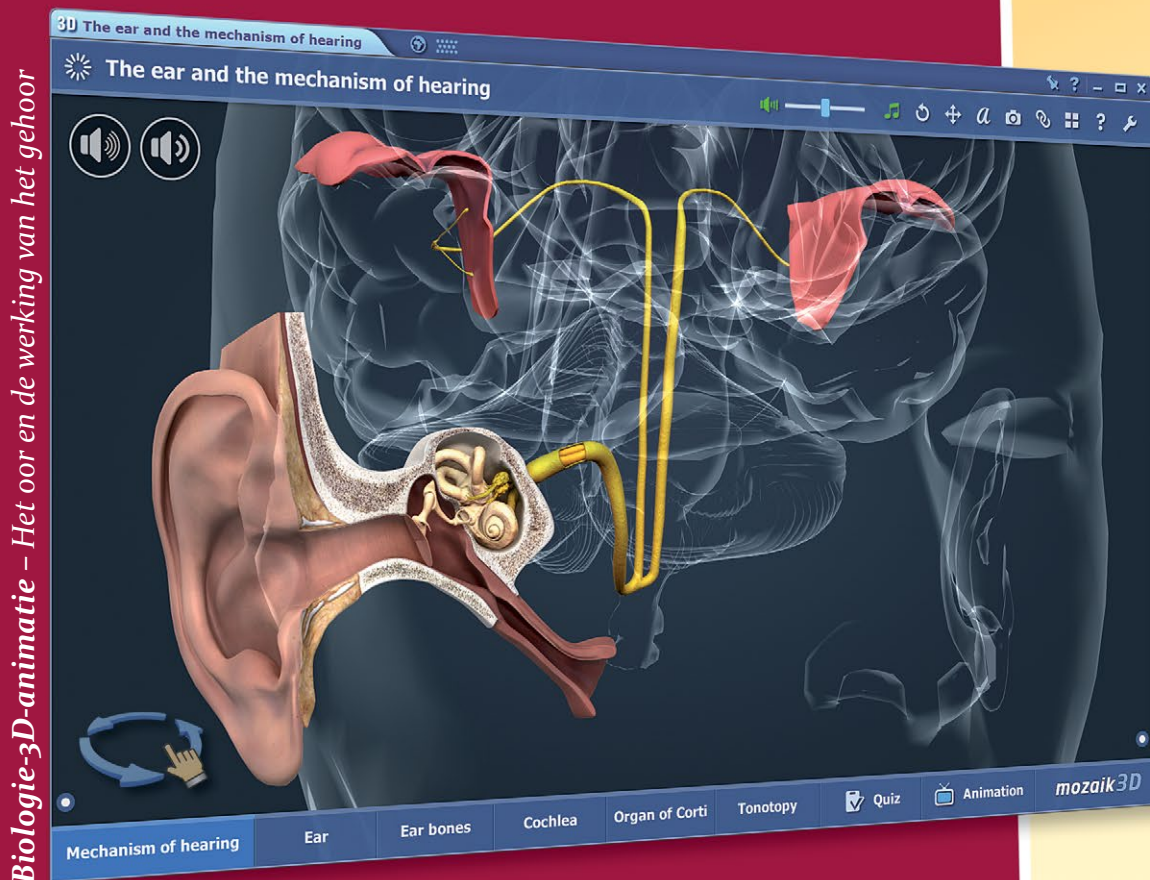 Biologie-3D-animatie – Het oor en de werking van het gehoor
3D The ear and the mechanism of hearing
The ear and the mechanism of hearing
Mechanism of hearing
Ear
Ear bones
Cochlea
Organ of Corti
Tonotopy
Quiz
Animation
mozaik3D